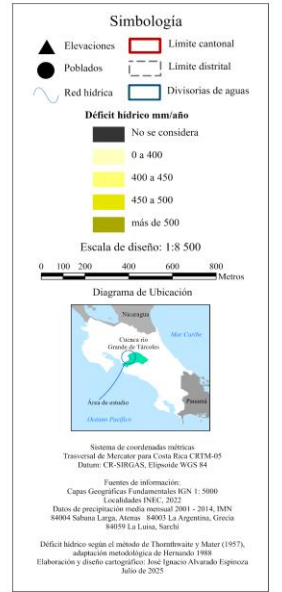 Simbología
Elevaciones
Límite cantonal
Poblados
Límite distrital
Red hídrica
Divisorias de aguas
Déficit hídrico mm/año
No se considera
0 a 400
400 a 450
450 a 500
más de 500
Escala de diseño: 1:8 500
0 100 200 400 600 800
Metros
Diagrama de Ubicación
Nicaragua
Mar Caribe
Cuenca río
Grande de Tárcoles
Panamá
Área de estudio
Océano Pacífico
Sistema de coordenadas métricas
Trasversal de Mercator para Costa Rica CRTM-05
Datum: CR-SIRGAS, Elipsoide WGS 84
Fuentes de información:
Capas Geográficas Fundamentales IGN 1: 5000
Localidades INEC, 2022
Datos de precipitación media mensual 2001 - 2014, IMN
84004 Sabana Larga, Atenas   84003 La Argentina, Grecia
84059 La Luisa, Sarchi
Déficit hídrico según el método de Thornthwaite y Mater (1957),
adaptación metodológica de Hernando 1988
Elaboración y diseño cartográfico: José Ignacio Alvarado Espinoza
Julio de 2025